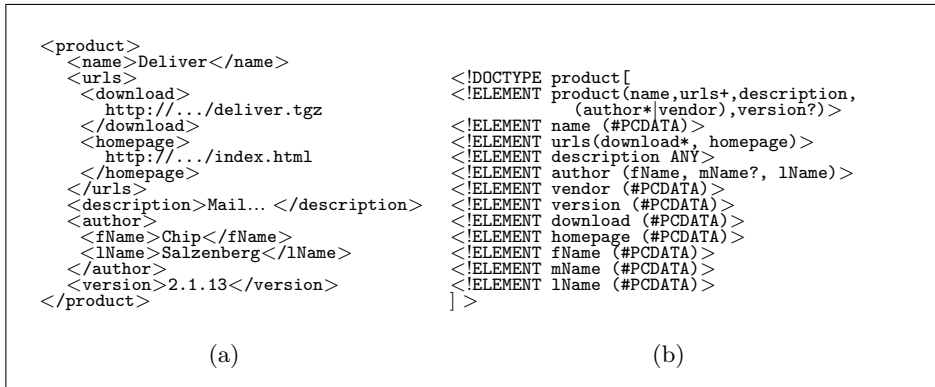 <product>
<name>Deliver</name>
<urls>
<download>
http://.../deliver.tgz
</download>
<homepage>
http://.../index.html
</homepage>
</urls>
<description>Mail... </description>
<author>
<fName>Chip</fName>
<lName>Salzenberg</lName>
</author>
<version>2.1.13</version>
</product>
(a)
<!DOCTYPE product[
<!ELEMENT product(name,urls+,description,
(author*|vendor),version?)>
<!ELEMENT name (#PCDATA)>
<!ELEMENT urls(download*, homepage)>
<!ELEMENT description ANY>
<!ELEMENT author (fName, mName?, lName)>
<!ELEMENT vendor (#PCDATA)>
<!ELEMENT version (#PCDATA)>
<!ELEMENT download (#PCDATA)>
<!ELEMENT homepage (#PCDATA)>
<!ELEMENT fName (#PCDATA)>
<!ELEMENT mName (#PCDATA)>
<!ELEMENT lName (#PCDATA)>
] >
(b)